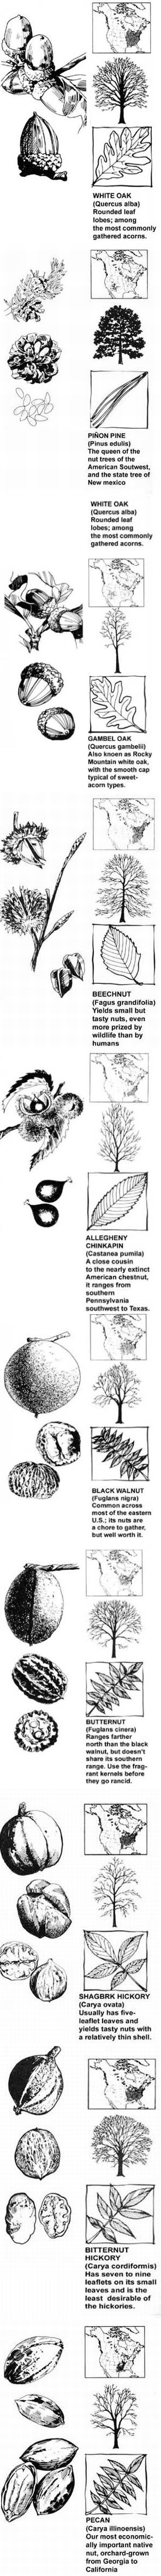 WHITE OAK
(Quercus alba)
Rounded leaf
lobes; among
the most commonly
gathered acorns.
PIÑON PINE
(Pinus edulis)
The queen of the
nut trees of the
American Soutwest,
and the state tree of
New mexico
WHITE OAK
(Quercus alba)
Rounded leaf
lobes; among
the most commonly
gathered acorns.
GAMBEL OAK
(Quercus gambelii)
Also knoen as Rocky
Mountain white oak,
with the smooth cap
typical of sweet-
acorn types.
BEECHNUT
(Fagus grandifolia)
Yields small but
tasty nuts, even
more prized by
wildlife than by
humans
ALLEGHENY
CHINKAPIN
(Castanea pumila)
A close cousin
to the nearly extinct
American chestnut,
it ranges from
southern
Pennsylvania
southwest to Texas.
BLACK WALNUT
(Fuglans nigra)
Common across
most of the eastern
U.S.; its nuts are
a chore to gather,
but well worth it.
BUTTERNUT
(Fuglans cinera)
Ranges farther
north than the black
walnut, but doesn't
share its southern
range. Use the frag-
rant kernels before
they go rancid.
SHAGBRK HICKORY
(Carya ovata)
Usually has five-
leaflet leaves and
yields tasty nuts with
a relatively thin shell.
BITTERNUT
HICKORY
(Carya cordiformis)
Has seven to nine
leaflets on its small
leaves and is the
least desirable of
the hickories.
PECAN
(Carya illinoensis)
Our most economic-
ally important native
nut, orchard-grown
from Georgia to
California